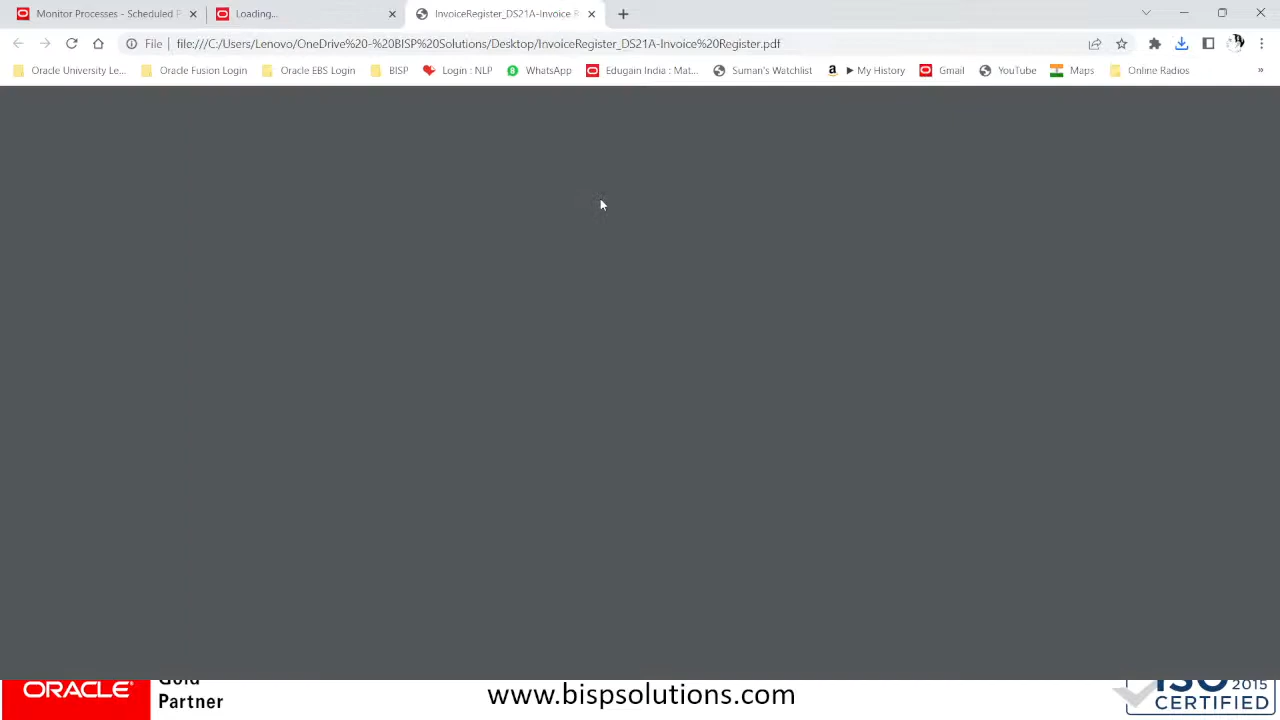 Monitor Processes - Scheduled P
Loading...
InvoiceRegister_DS21A-Invoice R
File | file:///C:/Users/Lenovo/OneDrive%20-%20BISP%20Solutions/Desktop/InvoiceRegister_DS21A-Invoice%20Register.pdf
Oracle University Le... Oracle Fusion Login Oracle EBS Login BISP Login : NLP WhatsApp Edugain India : Mat... Suman's Watchlist ▶ My History Gmail YouTube Maps Online Radios »
ORACLE
Gold
Partner
www.bispsolutions.com
ISO 2015
CERTIFIED